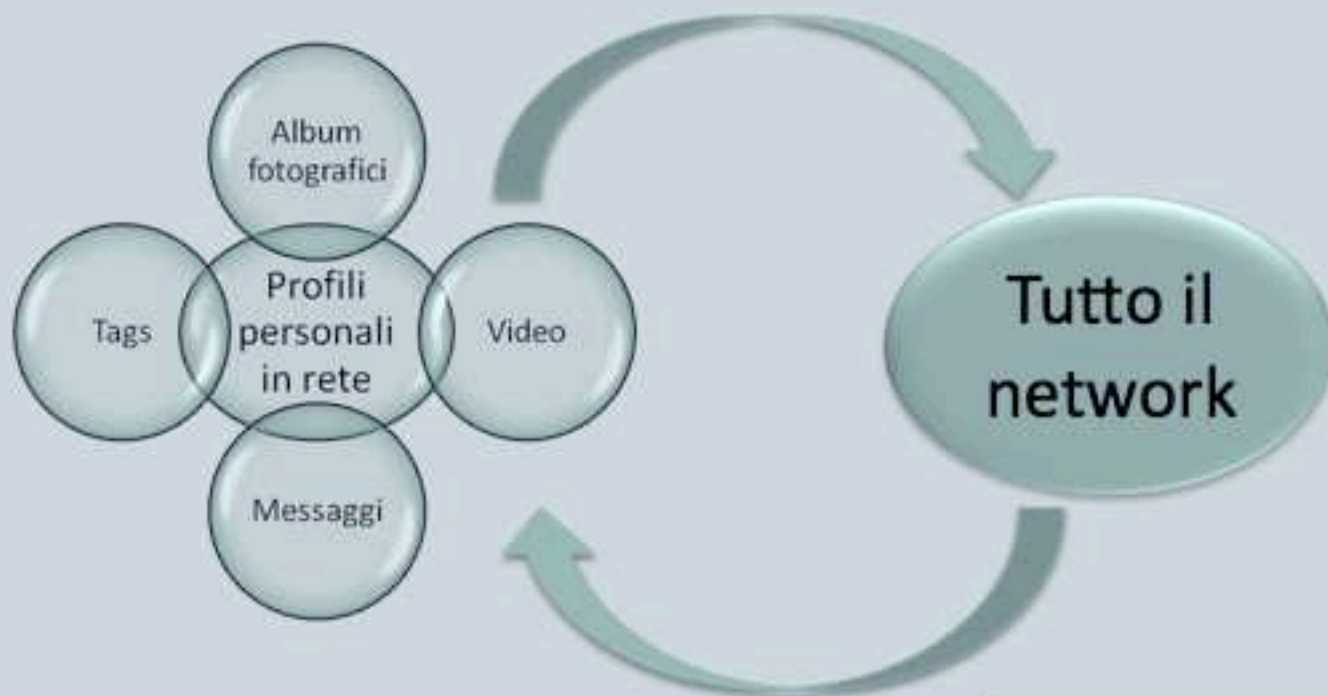 Album
fotografici
Tags
Profili
personali
in rete
Video
Messaggi
Tutto il
network